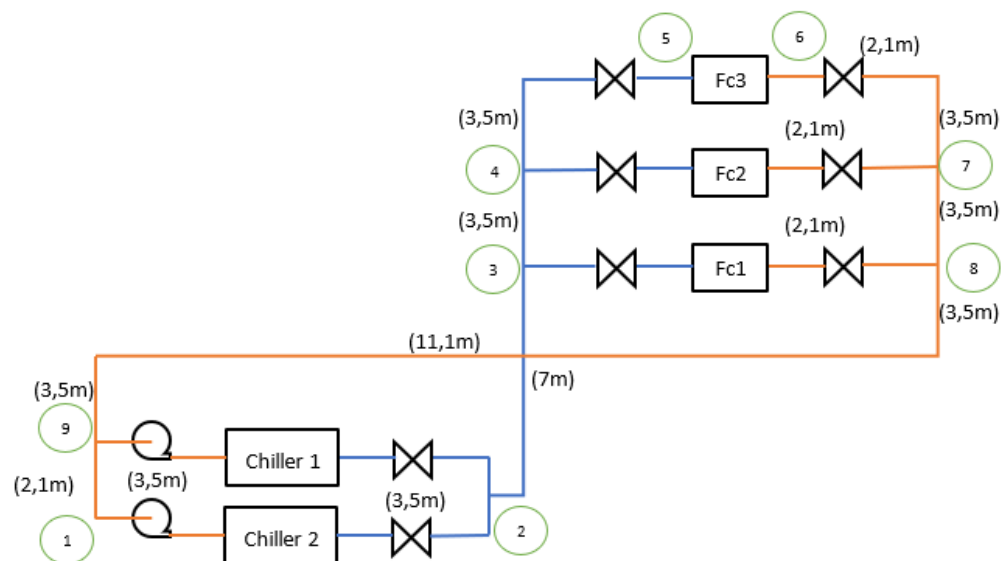 5
6
(2,1m)
Fc3
(3,5m)
(3,5m)
(2,1m)
4
Fc2
7
(3,5m)
(3,5m)
(2,1m)
3
Fc1
8
(3,5m)
(11,1m)
(7m)
(3,5m)
9
Chiller 1
(2,1m)
(3,5m)
(3,5m)
1
Chiller 2
2